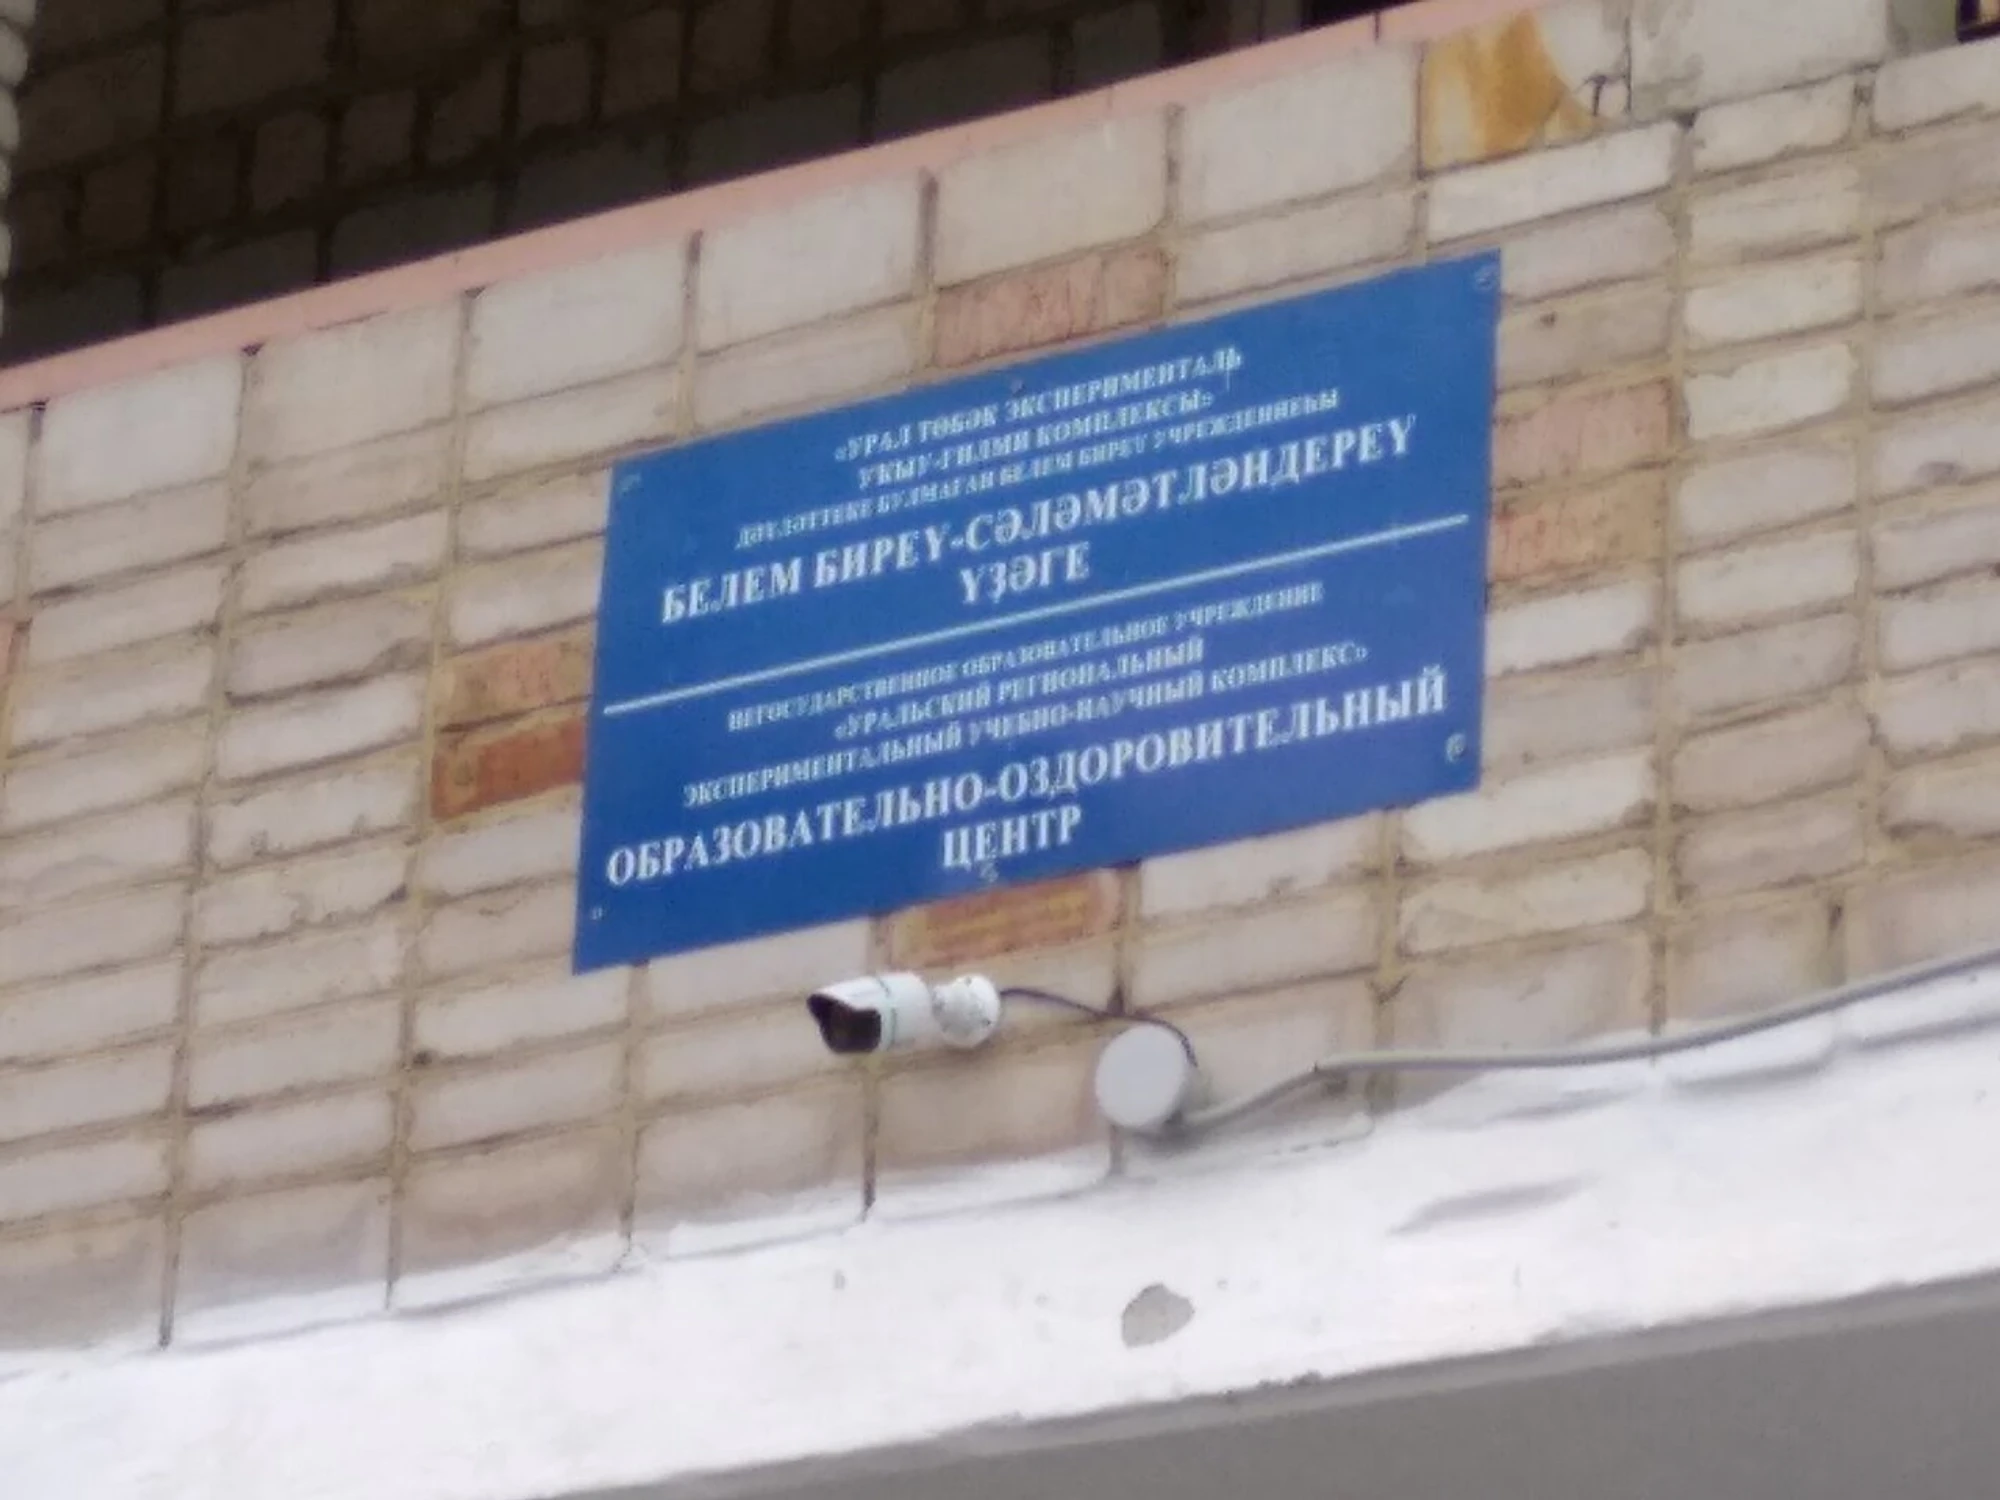 «УРАЛ ТӨБӘК ЭКСПЕРИМЕНТАЛЬ
УҠЫУ-ҒИЛМИ КОМПЛЕКСЫ»
ДӘҮЛӘТТЕКЕ БУЛМАҒАН БЕЛЕМ БИРЕҮ УЧРЕЖДЕНИЕҺЫ
БЕЛЕМ БИРЕҮ-СӘЛӘМӘТЛӘНДЕРЕҮ
ҮҘӘГЕ
НЕГОСУДАРСТВЕННОЕ ОБРАЗОВАТЕЛЬНОЕ УЧРЕЖДЕНИЕ
«УРАЛЬСКИЙ РЕГИОНАЛЬНЫЙ
ЭКСПЕРИМЕНТАЛЬНЫЙ УЧЕБНО-НАУЧНЫЙ КОМПЛЕКС»
ОБРАЗОВАТЕЛЬНО-ОЗДОРОВИТЕЛЬНЫЙ
ЦЕНТР